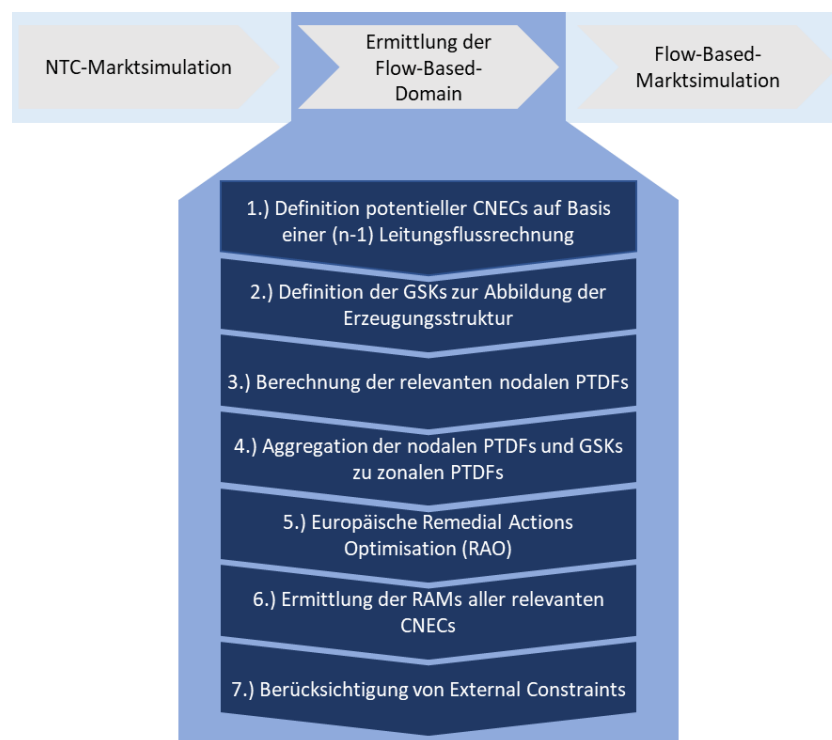 NTC-Marktsimulation
Ermittlung der
Flow-Based-
Domain
Flow-Based-
Marktsimulation
1.) Definition potentieller CNECs auf Basis
einer (n-1) Leitungsflussrechnung
2.) Definition der GSKs zur Abbildung der
Erzeugungsstruktur
3.) Berechnung der relevanten nodalen PTDFs
4.) Aggregation der nodalen PTDFs und GSKs
zu zonalen PTDFs
5.) Europäische Remedial Actions
Optimisation (RAO)
6.) Ermittlung der RAMs aller relevanten
CNECs
7.) Berücksichtigung von External Constraints